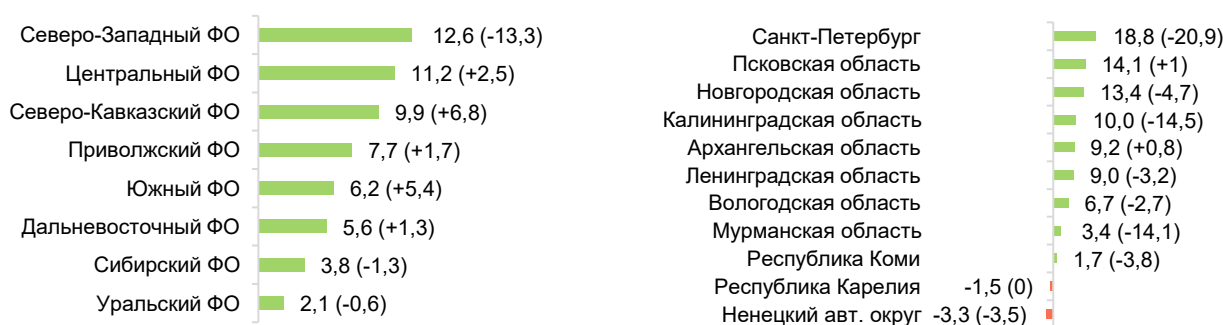 Северо-Западный ФО 12,6 (-13,3)
Центральный ФО 11,2 (+2,5)
Северо-Кавказский ФО 9,9 (+6,8)
Приволжский ФО 7,7 (+1,7)
Южный ФО 6,2 (+5,4)
Дальневосточный ФО 5,6 (+1,3)
Сибирский ФО 3,8 (-1,3)
Уральский ФО 2,1 (-0,6)
Санкт-Петербург 18,8 (-20,9)
Псковская область 14,1 (+1)
Новгородская область 13,4 (-4,7)
Калининградская область 10,0 (-14,5)
Архангельская область 9,2 (+0,8)
Ленинградская область 9,0 (-3,2)
Вологодская область 6,7 (-2,7)
Мурманская область 3,4 (-14,1)
Республика Коми 1,7 (-3,8)
Республика Карелия -1,5 (0)
Ненецкий авт. округ -3,3 (-3,5)